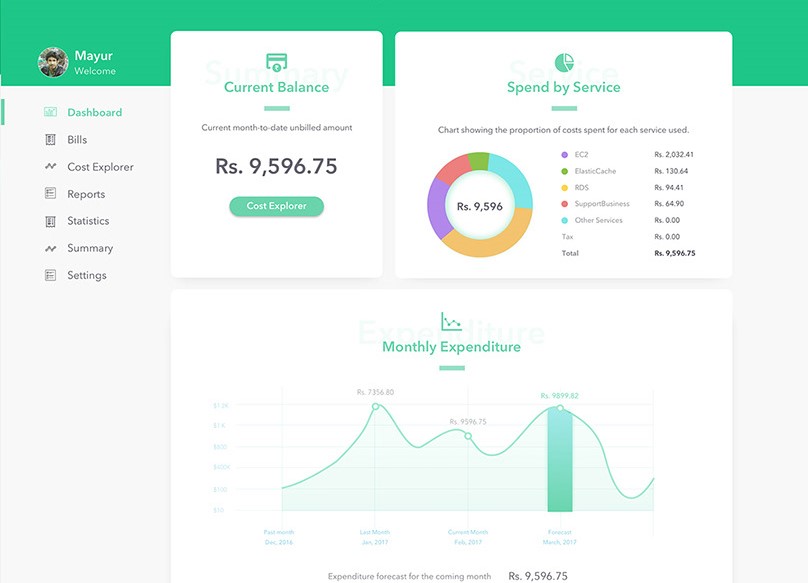 Mayur
Welcome
Dashboard
Bills
Cost Explorer
Reports
Statistics
Summary
Settings
Summary
Current Balance
Current month-to-date unbilled amount
Rs. 9,596.75
Cost Explorer
Service
Spend by Service
Chart showing the proportion of costs spent for each service used.
Rs. 9,596
EC2 Rs. 2,032.41
ElasticCache Rs. 130.64
RDS Rs. 94.41
SupportBusiness Rs. 64.90
Other Services Rs. 0.00
Tax Rs. 0.00
Total Rs. 9,596.75
Expenditure
Monthly Expenditure
Rs. 7356.80
Rs. 9596.75
Rs. 9899.82
$1.2K
$1 K
$800
$600K
$100
$50
Past month Last Month Current Month Forecast
Dec, 2016 Jan, 2017 Feb, 2017 March, 2017
Expenditure forecast for the coming month Rs. 9,596.75